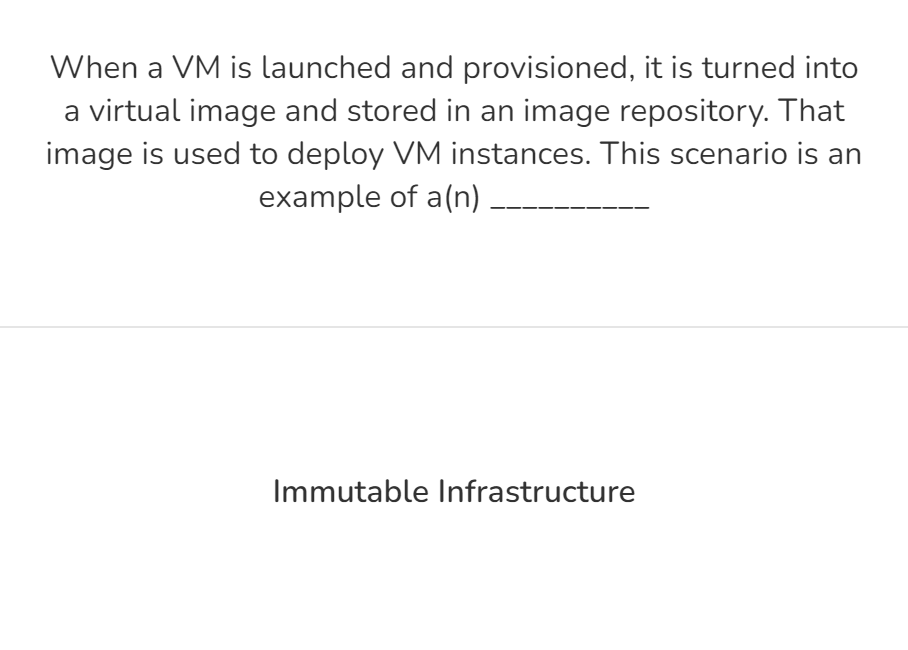 When a VM is launched and provisioned, it is turned into
a virtual image and stored in an image repository. That
image is used to deploy VM instances. This scenario is an
example of a(n) __________
Immutable Infrastructure